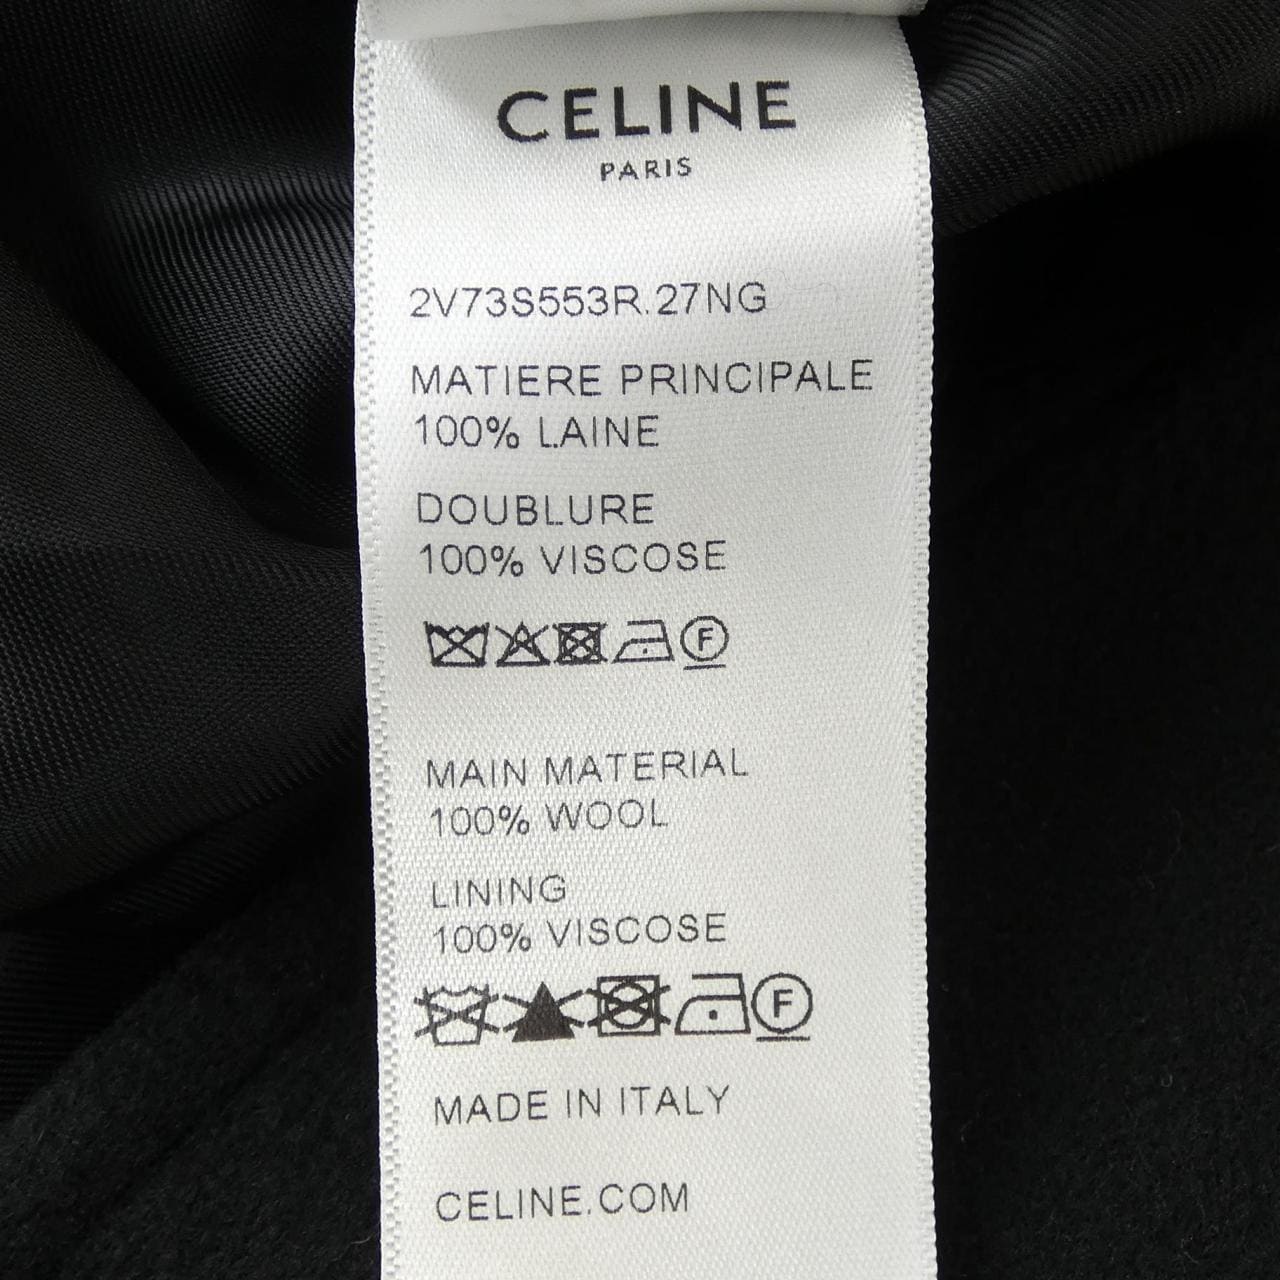 CELINE
PARIS
2V73S553R.27NG
MATIERE PRINCIPALE
100% LAINE
DOUBLURE
100% VISCOSE
F
MAIN MATERIAL
100% WOOL
LINING
100% VISCOSE
F
MADE IN ITALY
CELINE.COM